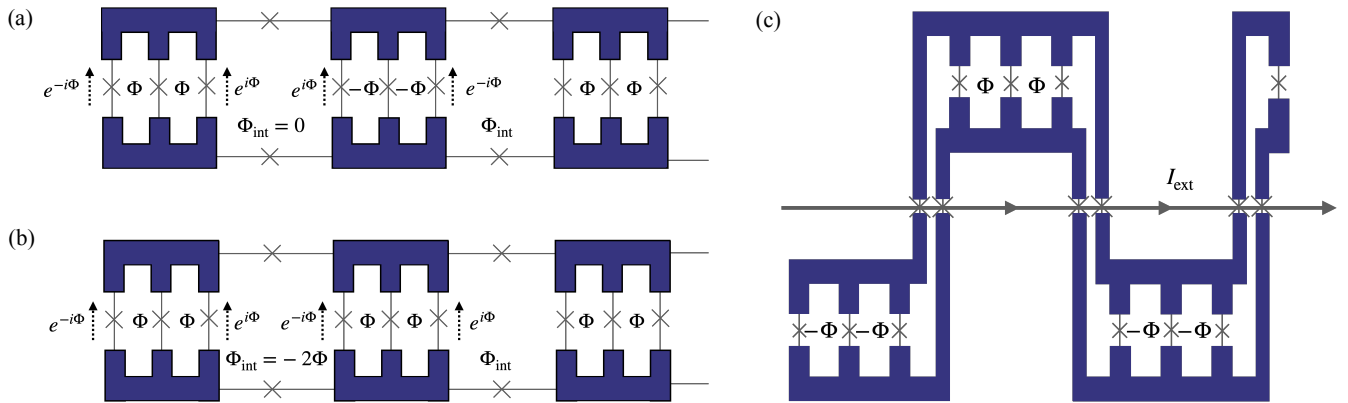 (a)
e^{-iΦ} Φ Φ e^{iΦ} e^{iΦ} −Φ −Φ e^{-iΦ} Φ Φ
Φ_int = 0 Φ_int
(b)
e^{-iΦ} Φ Φ e^{iΦ} e^{-iΦ} Φ Φ e^{iΦ} Φ Φ
Φ_int = − 2Φ Φ_int
(c)
Φ Φ
I_ext
−Φ −Φ −Φ −Φ